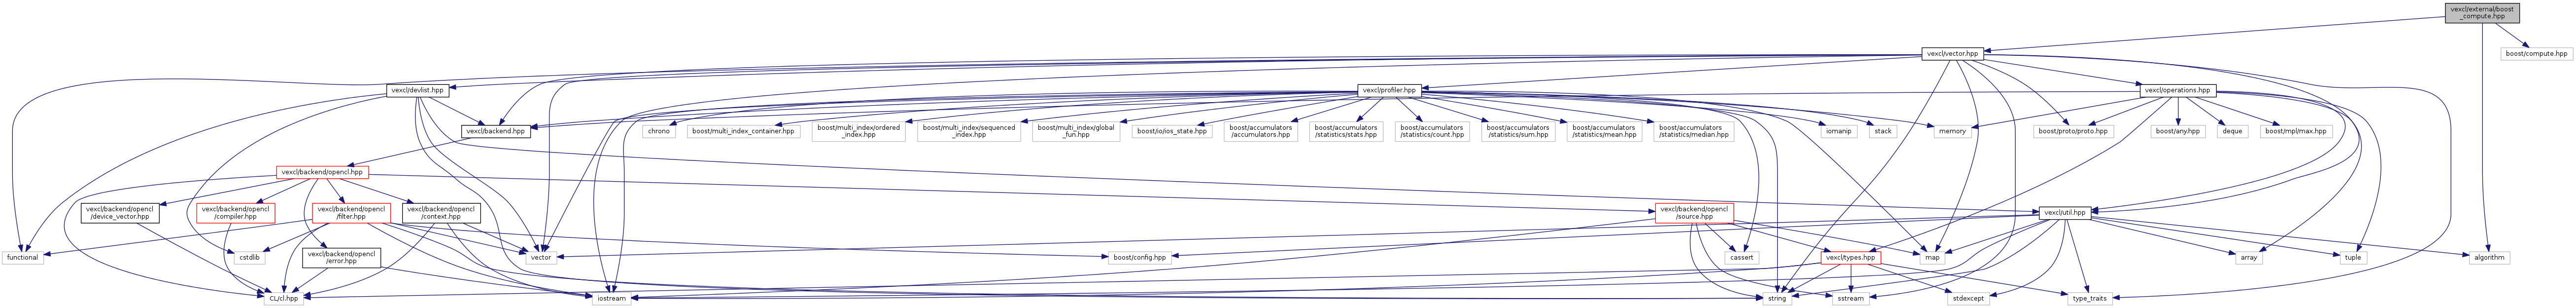 vexcl/external/boost
_compute.hpp
vexcl/vector.hpp
boost/compute.hpp
vexcl/devlist.hpp
vexcl/profiler.hpp
vexcl/operations.hpp
vexcl/backend.hpp
chrono
boost/multi_index_container.hpp
boost/multi_index/ordered
_index.hpp
boost/multi_index/sequenced
_index.hpp
boost/multi_index/global
_fun.hpp
boost/io/ios_state.hpp
boost/accumulators
/accumulators.hpp
boost/accumulators
/statistics/stats.hpp
boost/accumulators
/statistics/count.hpp
boost/accumulators
/statistics/sum.hpp
boost/accumulators
/statistics/mean.hpp
boost/accumulators
/statistics/median.hpp
iomanip
stack
memory
boost/proto/proto.hpp
boost/any.hpp
deque
boost/mpl/max.hpp
vexcl/backend/opencl.hpp
vexcl/backend/opencl
/device_vector.hpp
vexcl/backend/opencl
/compiler.hpp
vexcl/backend/opencl
/filter.hpp
vexcl/backend/opencl
/context.hpp
vexcl/backend/opencl
/source.hpp
vexcl/util.hpp
functional
cstdlib
vexcl/backend/opencl
/error.hpp
vector
boost/config.hpp
cassert
vexcl/types.hpp
map
array
tuple
algorithm
CL/cl.hpp
iostream
string
sstream
stdexcept
type_traits